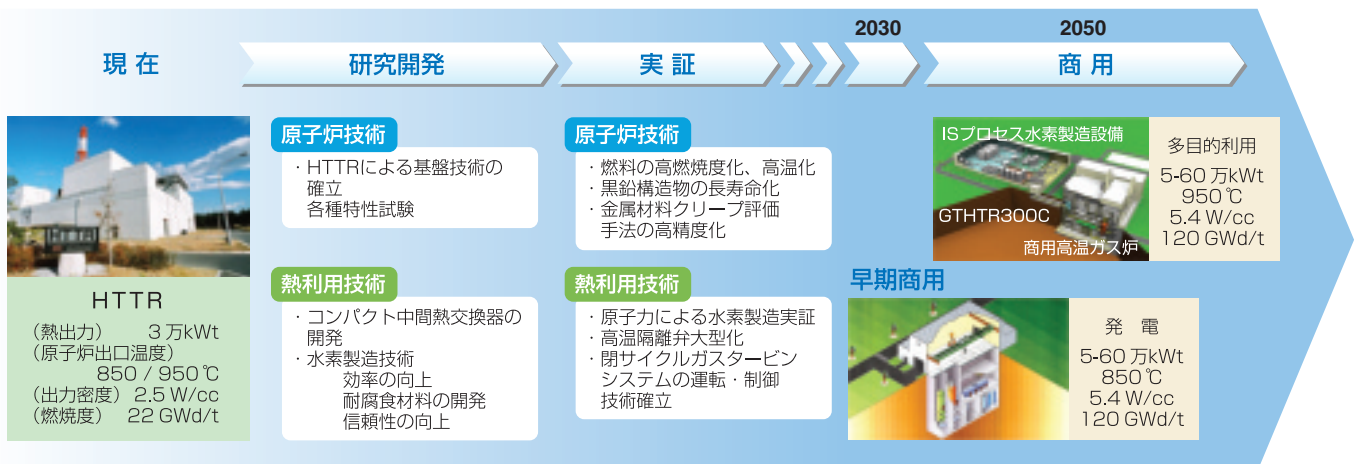 2030
2050
現在
研究開発
実証
商用
原子炉技術
・HTTRによる基盤技術の
確立
各種特性試験
原子炉技術
・燃料の高燃焼度化、高温化
・黒鉛構造物の長寿命化
・金属材料クリープ評価
手法の高精度化
ISプロセス水素製造設備
GTHTR300C
商用高温ガス炉
多目的利用
5-60 万kWt
950 ℃
5.4 W/cc
120 GWd/t
HTTR
（熱出力） 3 万kWt
（原子炉出口温度）
850 / 950 ℃
（出力密度） 2.5 W/cc
（燃焼度） 22 GWd/t
熱利用技術
・コンパクト中間熱交換器の
開発
・水素製造技術
効率の向上
耐腐食材料の開発
信頼性の向上
熱利用技術
・原子力による水素製造実証
・高温隔離弁大型化
・閉サイクルガスタービン
システムの運転・制御
技術確立
早期商用
発電
5-60 万kWt
850 ℃
5.4 W/cc
120 GWd/t